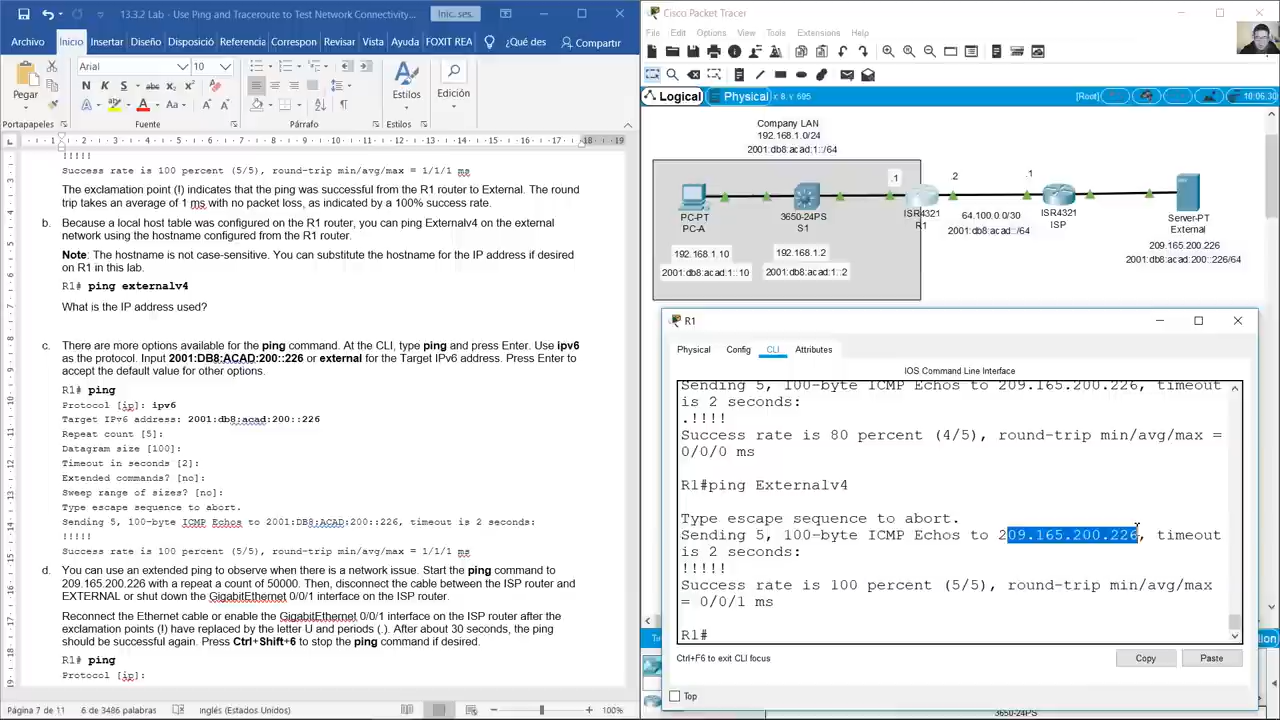 13.3.2 Lab - Use Ping and Traceroute to Test Network Connectivity...
Inic...ses.
Archivo
Inicio
Insertar
Diseño
Disposición
Referencia
Correspon
Revisar
Vista
Ayuda
FOXIT REA
¿Qué des
Compartir
Pegar
Arial
10
Estilos
Edición
Portapapeles
Fuente
Párrafo
Estilos
!!!!!
Success rate is 100 percent (5/5), round-trip min/avg/max = 1/1/1 ms
The exclamation point (!) indicates that the ping was successful from the R1 router to External. The round
trip takes an average of 1 ms with no packet loss, as indicated by a 100% success rate.
b. Because a local host table was configured on the R1 router, you can ping Externalv4 on the external
network using the hostname configured from the R1 router.
Note: The hostname is not case-sensitive. You can substitute the hostname for the IP address if desired
on R1 in this lab.
R1# ping externalv4
What is the IP address used?
c. There are more options available for the ping command. At the CLI, type ping and press Enter. Use ipv6
as the protocol. Input 2001:DB8:ACAD:200::226 or external for the Target IPv6 address. Press Enter to
accept the default value for other options.
R1# ping
Protocol [ip]: ipv6
Target IPv6 address: 2001:db8:acad:200::226
Repeat count [5]:
Datagram size [100]:
Timeout in seconds [2]:
Extended commands? [no]:
Sweep range of sizes? [no]:
Type escape sequence to abort.
Sending 5, 100-byte ICMP Echos to 2001:DB8:ACAD:200::226, timeout is 2 seconds:
!!!!!
Success rate is 100 percent (5/5), round-trip min/avg/max = 1/1/1 ms
d. You can use an extended ping to observe when there is a network issue. Start the ping command to
209.165.200.226 with a repeat a count of 50000. Then, disconnect the cable between the ISP router and
EXTERNAL or shut down the GigabitEthernet 0/0/1 interface on the ISP router.
Reconnect the Ethernet cable or enable the GigabitEthernet 0/0/1 interface on the ISP router after the
exclamation points (!) have replaced by the letter U and periods (.). After about 30 seconds, the ping
should be successful again. Press Ctrl+Shift+6 to stop the ping command if desired.
R1# ping
Protocol [ip]:
Página 7 de 11
6 de 3486 palabras
Inglés (Estados Unidos)
100%
Cisco Packet Tracer
File
Edit
Options
View
Tools
Extensions
Help
Logical
Physical
x: 8, y: 695
[Root]
10:06:30
Company LAN
192.168.1.0/24
2001:db8:acad:1::/64
.1
.2
.1
PC-PT
PC-A
3650-24PS
S1
ISR4321
R1
64.100.0.0/30
2001:db8:acad::/64
ISR4321
ISP
Server-PT
External
192.168.1.10
2001:db8:acad:1::10
192.168.1.2
2001:db8:acad:1::2
209.165.200.226
2001:db8:acad:200::226/64
R1
Physical
Config
CLI
Attributes
IOS Command Line Interface
Sending 5, 100-byte ICMP Echos to 209.165.200.226, timeout
is 2 seconds:
.!!!!
Success rate is 80 percent (4/5), round-trip min/avg/max =
0/0/0 ms
R1#ping Externalv4
Type escape sequence to abort.
Sending 5, 100-byte ICMP Echos to 209.165.200.226, timeout
is 2 seconds:
!!!!!
Success rate is 100 percent (5/5), round-trip min/avg/max
= 0/0/1 ms
R1#
Ctrl+F6 to exit CLI focus
Copy
Paste
Top
3650-24PS